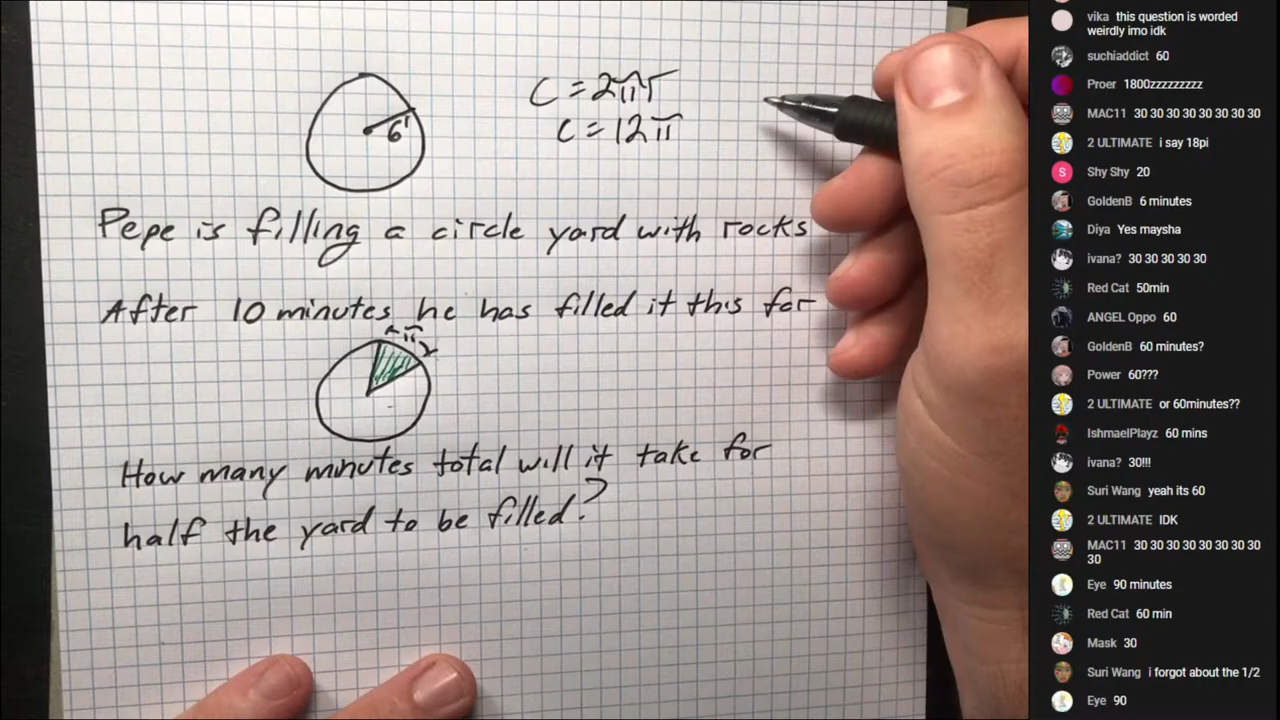 6'
C = 2πr
C = 12π
Pepe is filling a circle yard with rocks
After 10 minutes he has filled it this far
π
How many minutes total will it take for
half the yard to be filled?
vika this question is worded
weirdly imo idk
suchiaddict 60
Proer 1800zzzzzzzzz
MAC11 30 30 30 30 30 30 30 30
2 ULTIMATE i say 18pi
S
Shy Shy 20
GoldenB 6 minutes
Diya Yes maysha
ivana? 30 30 30 30 30
Red Cat 50min
ANGEL Oppo 60
GoldenB 60 minutes?
Power 60???
2 ULTIMATE or 60minutes??
IshmaelPlayz 60 mins
ivana? 30!!!
Suri Wang yeah its 60
2 ULTIMATE IDK
MAC11 30 30 30 30 30 30 30 30
30
Eye 90 minutes
Red Cat 60 min
Mask 30
Suri Wang i forgot about the 1/2
Eye 90